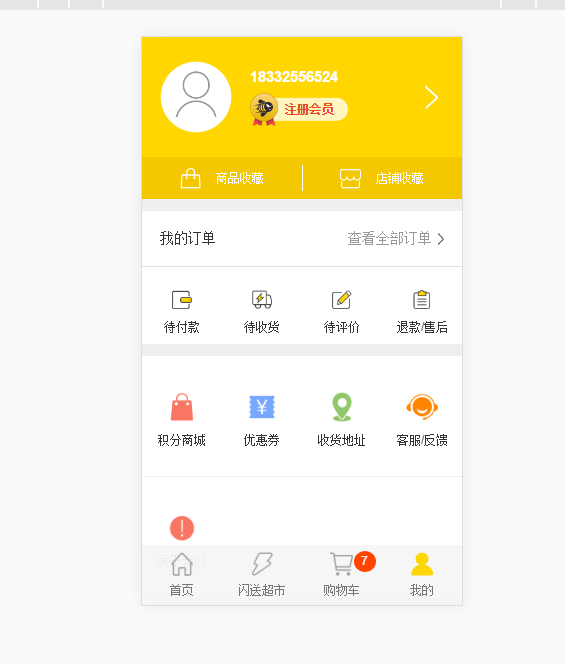 18332556524
注册会员
商品收藏 店铺收藏
我的订单 查看全部订单
待付款 待收货 待评价 退款/售后
积分商城 优惠券 收货地址 客服/反馈
7
首页 闪送超市 购物车 我的